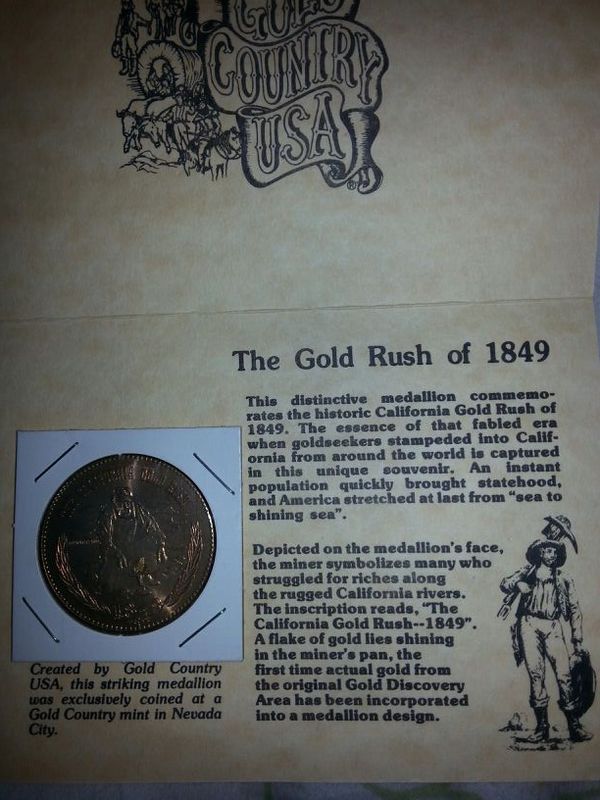 GOLD
COUNTRY
USA
®
The Gold Rush of 1849
This distinctive medallion commemo-
rates the historic California Gold Rush of
1849. The essence of that fabled era
when goldseekers stampeded into Calif-
ornia from around the world is captured
in this unique souvenir. An instant
population quickly brought statehood,
and America stretched at last from "sea to
shining sea".
Depicted on the medallion's face,
the miner symbolizes many who
struggled for riches along
the rugged California rivers.
The inscription reads, "The
California Gold Rush--1849".
A flake of gold lies shining
in the miner's pan, the
first time actual gold from
the original Gold Discovery
Area has been incorporated
into a medallion design.
Created by Gold Country
USA, this striking medallion
was exclusively coined at a
Gold Country mint in Nevada
City.